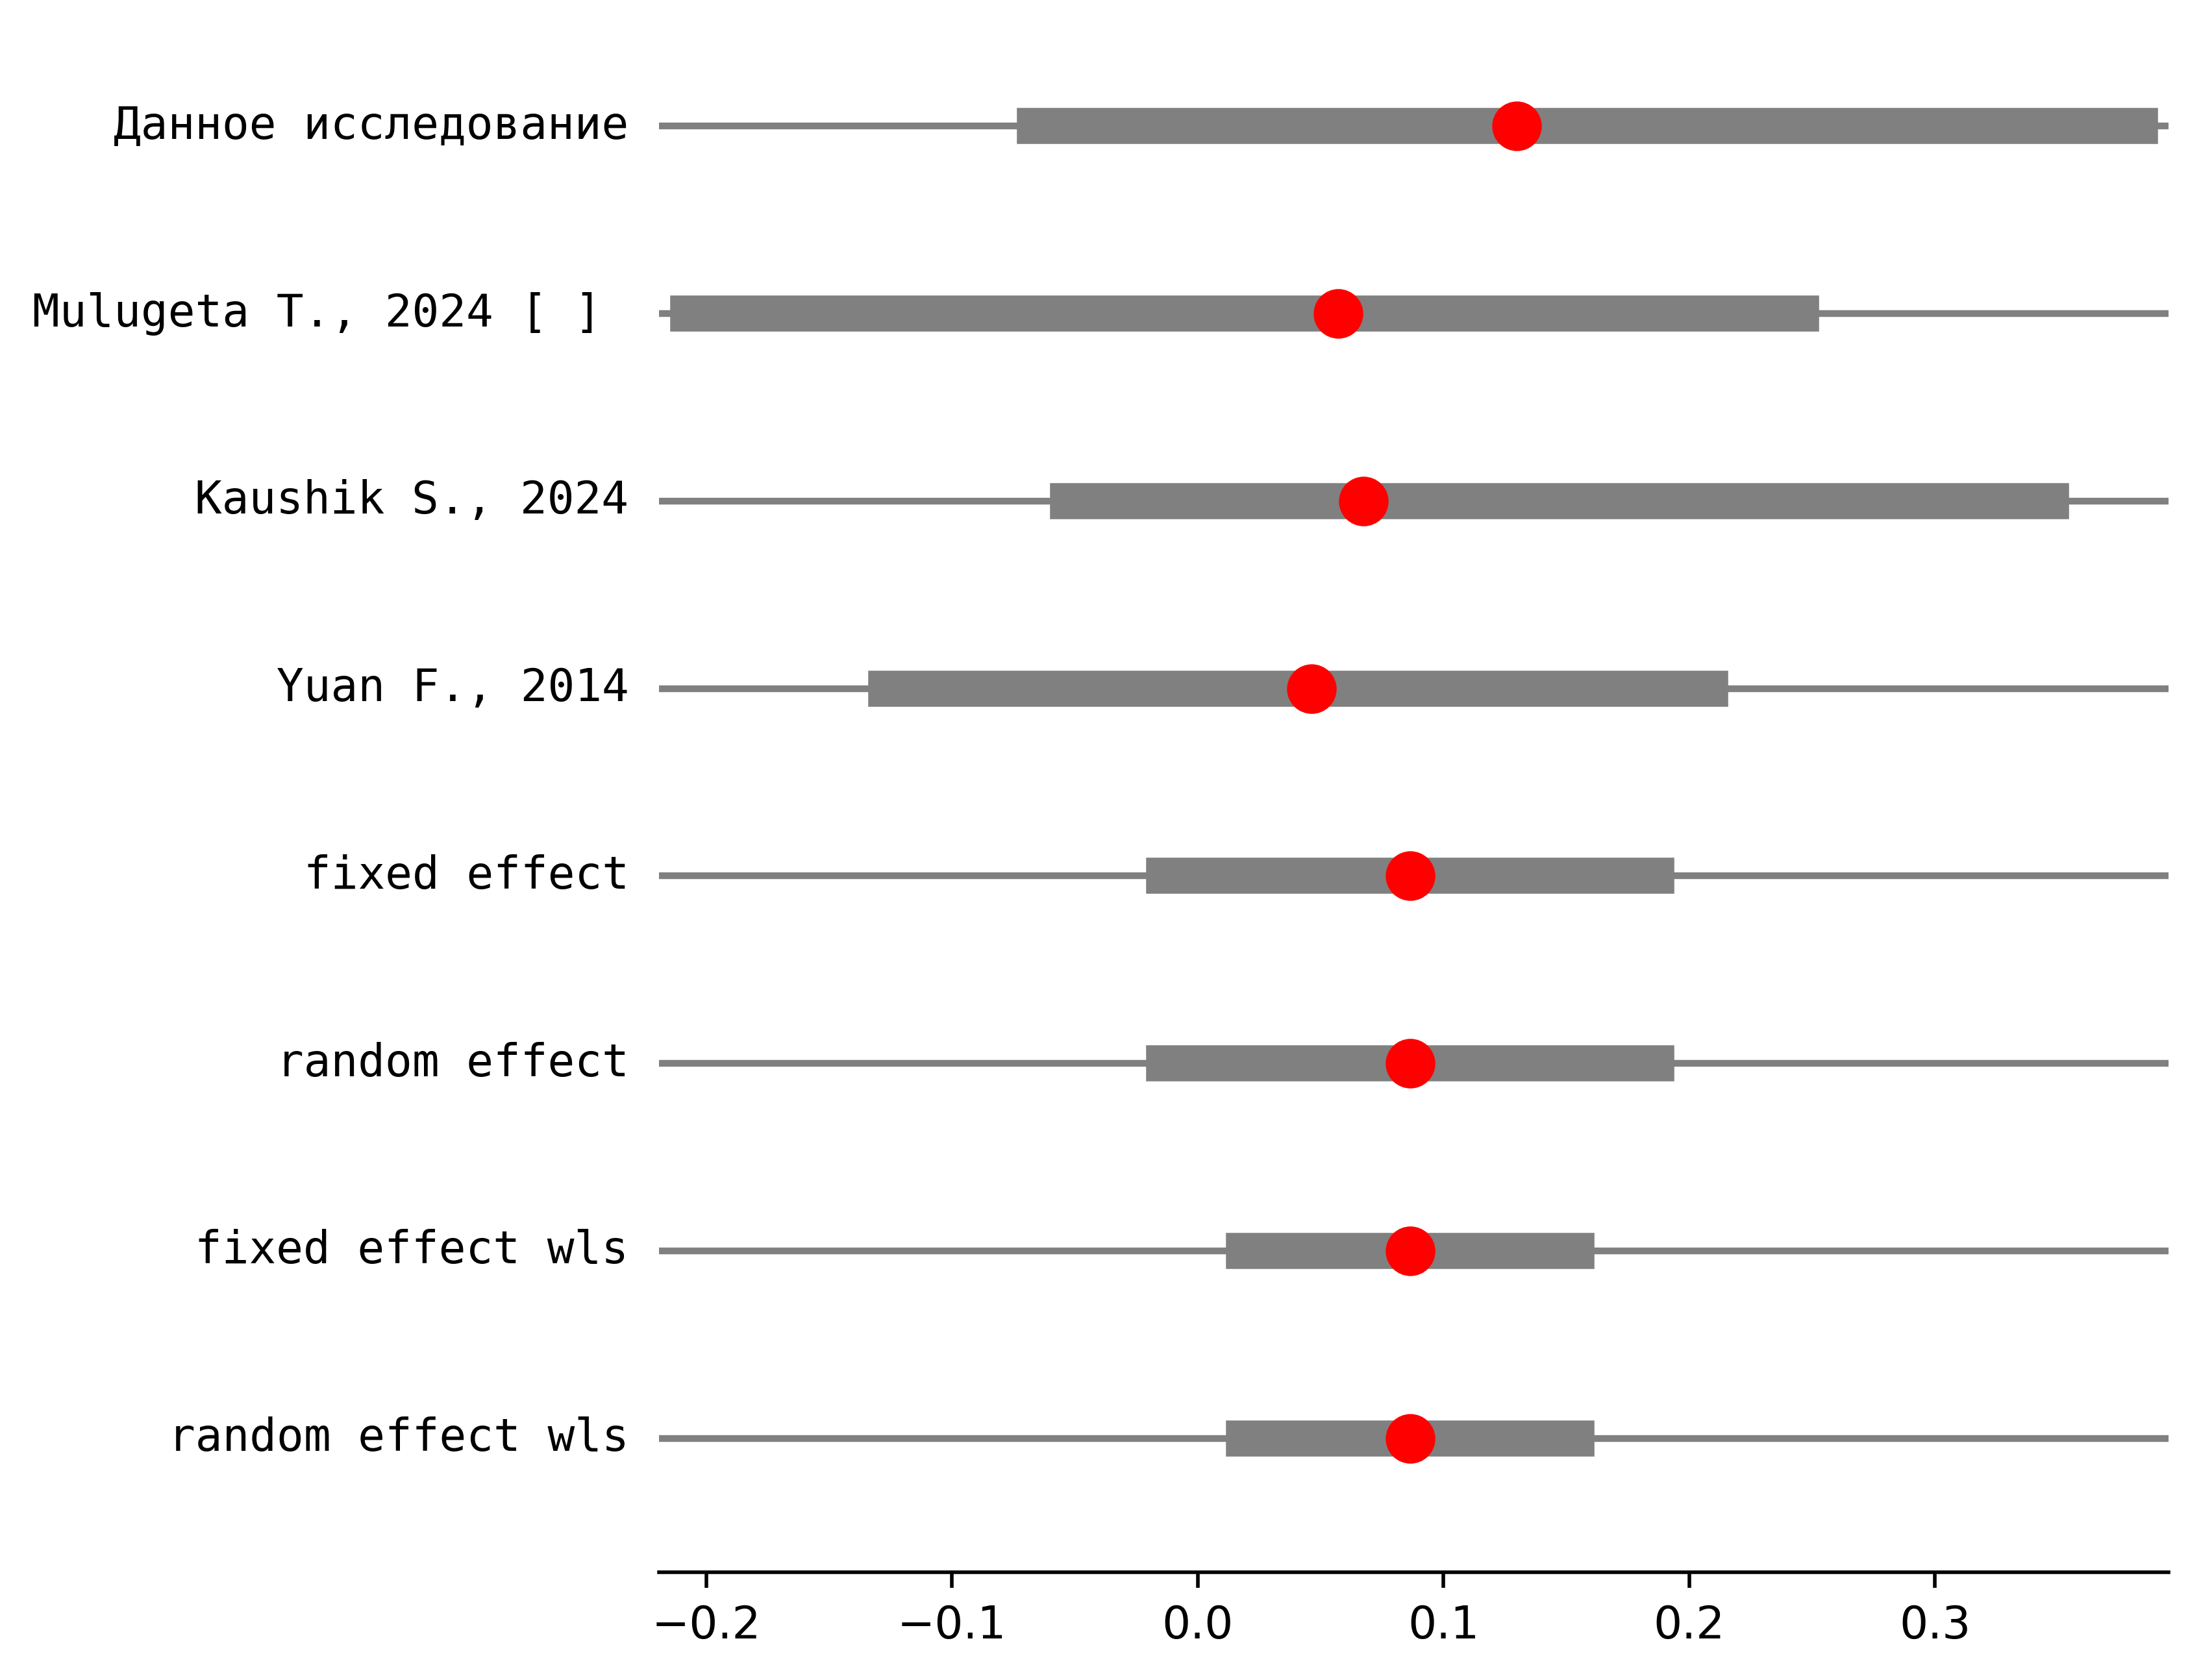 Данное исследование
Mulugeta T., 2024 [ ]
Kaushik S., 2024
Yuan F., 2014
fixed effect
random effect
fixed effect wls
random effect wls
−0.2 −0.1 0.0 0.1 0.2 0.3